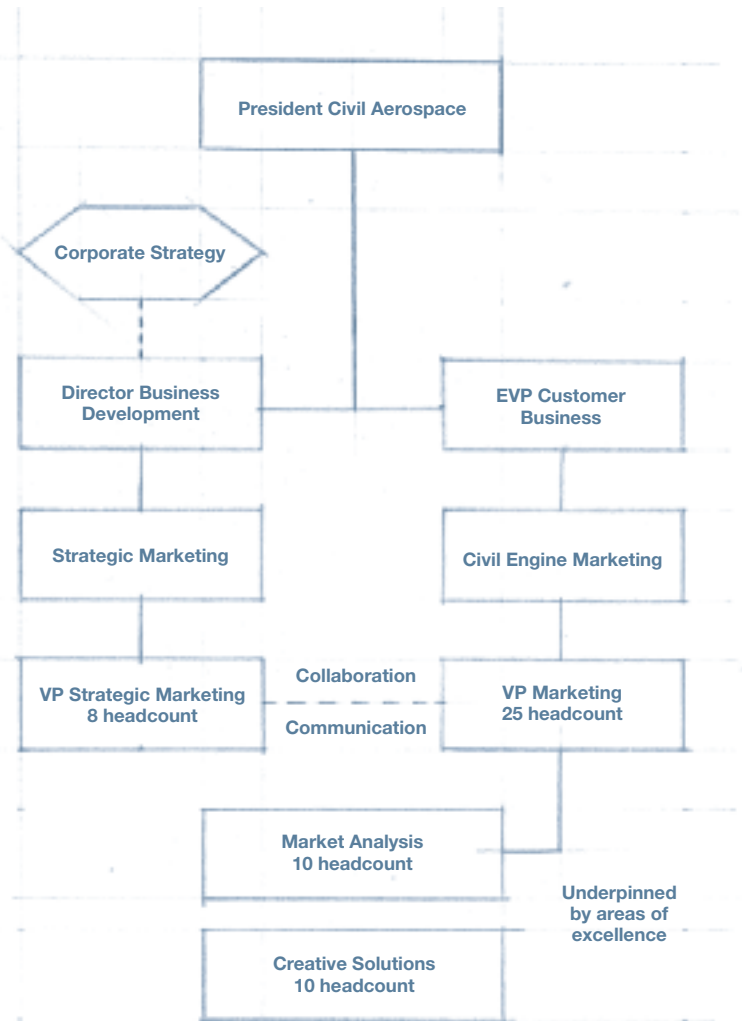 President Civil Aerospace
Corporate Strategy
Director Business
Development
EVP Customer
Business
Strategic Marketing
Civil Engine Marketing
VP Strategic Marketing
8 headcount
Collaboration
Communication
VP Marketing
25 headcount
Market Analysis
10 headcount
Underpinned
by areas of
excellence
Creative Solutions
10 headcount